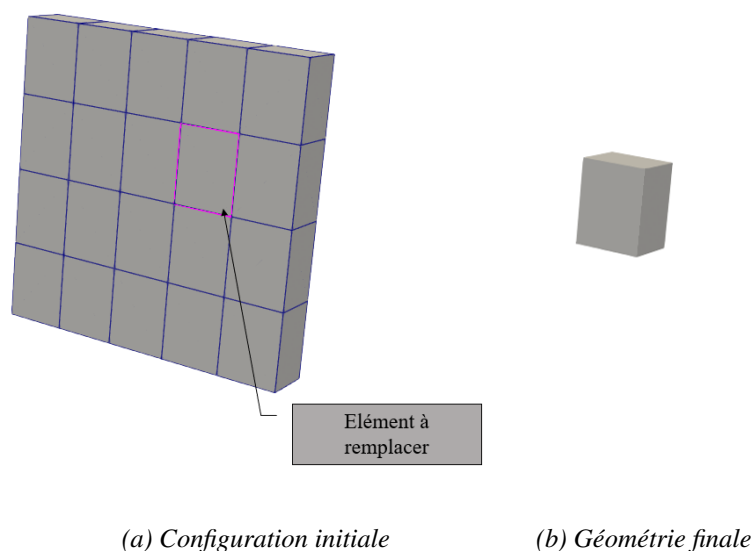 Elément à
remplacer
(a) Configuration initiale
(b) Géométrie finale